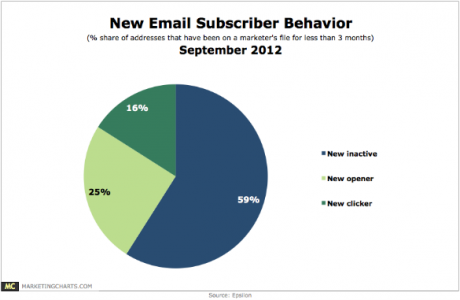 New Email Subscriber Behavior
(% share of addresses that have been on a marketer's file for less than 3 months)
September 2012
16%
25%
59%
New inactive
New opener
New clicker
MC MARKETINGCHARTS.COM
Source: Epsilon